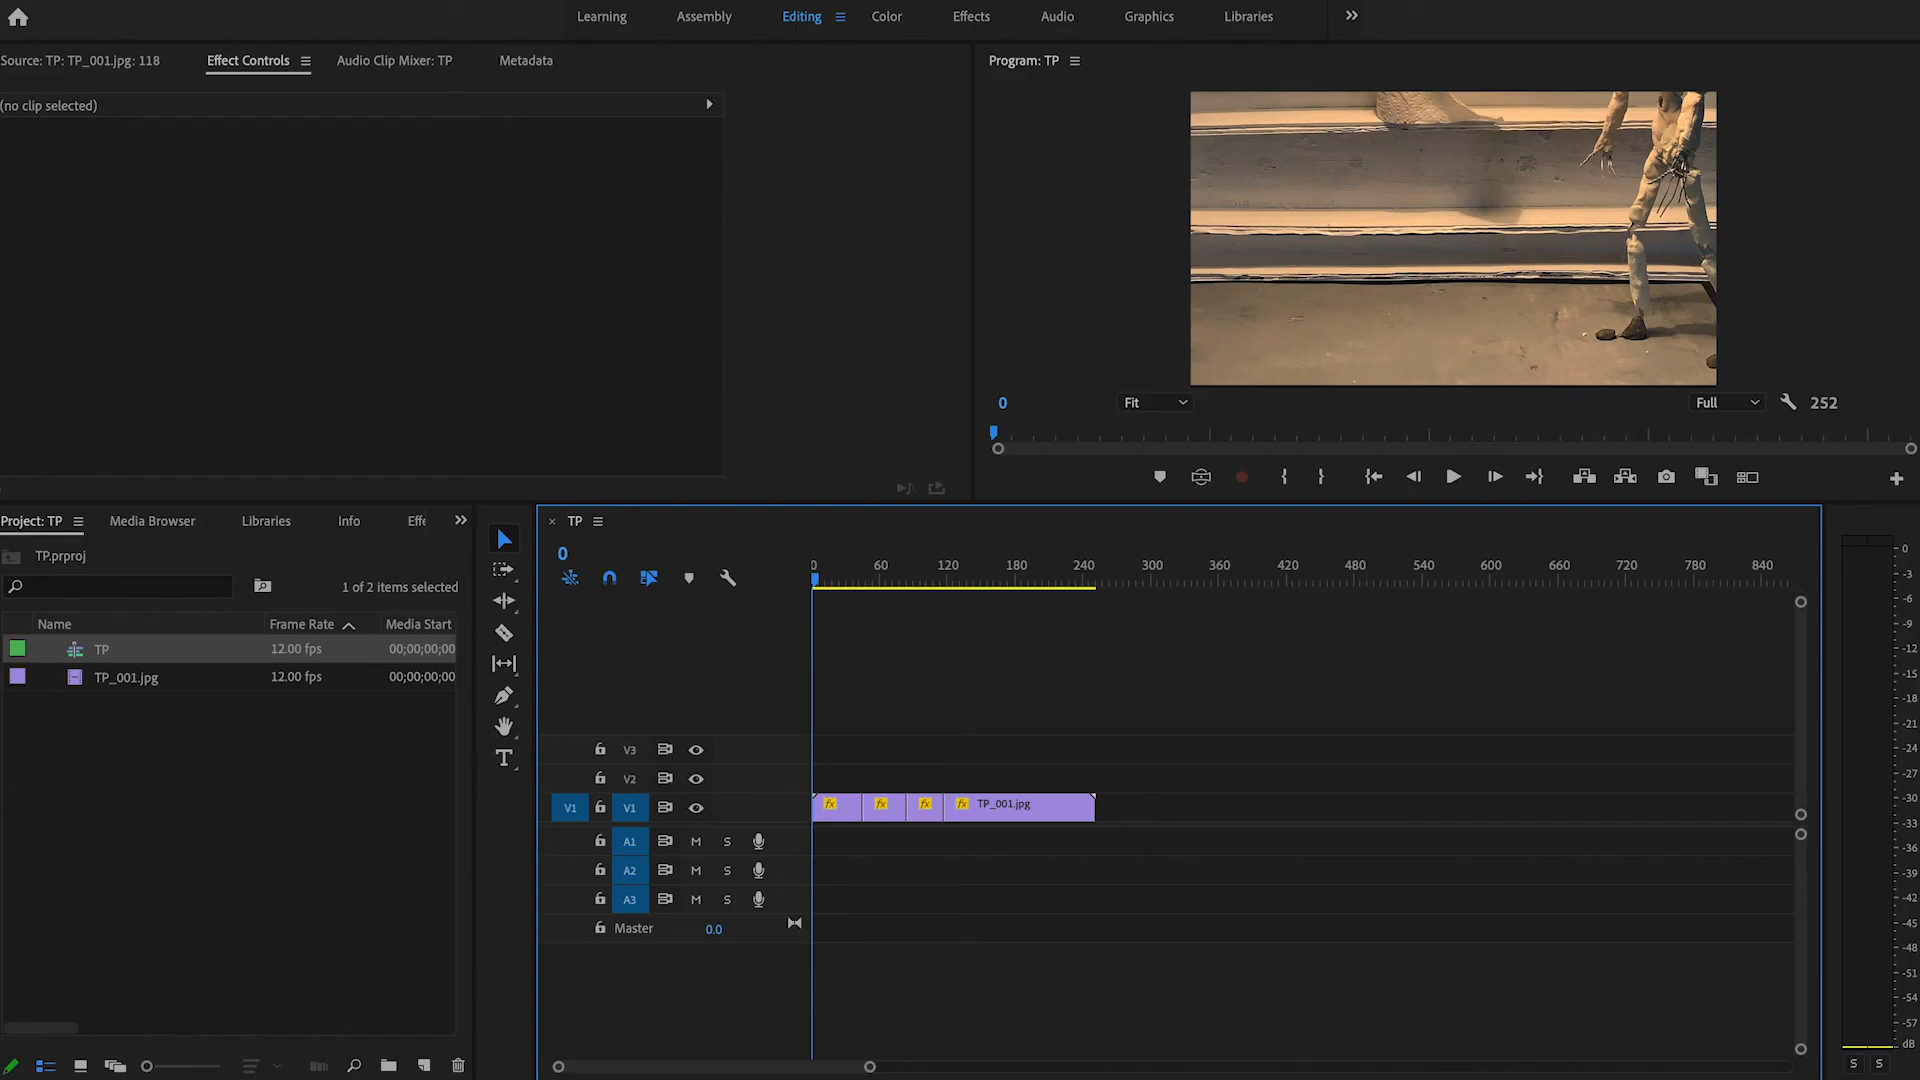 Learning Assembly Editing Color Effects Audio Graphics Libraries
Source: TP: TP_001.jpg: 118 Effect Controls Audio Clip Mixer: TP Metadata
Program: TP
(no clip selected)
0 Fit Full 252
Project: TP Media Browser Libraries Info Effe
TP
TP.prproj
0
1 of 2 items selected
0 60 120 180 240 300 360 420 480 540 600 660 720 780 840
Name Frame Rate Media Start
TP 12.00 fps 00;00;00;00
TP_001.jpg 12.00 fps 00;00;00;00
V3
V2
V1 V1 fx fx fx fx TP_001.jpg
A1 M S
A2 M S
A3 M S
Master 0.0
0
-3
-6
-9
-12
-15
-18
-21
-24
-27
-30
-33
-36
-39
-42
-45
-48
-51
-54
-57
dB
S S